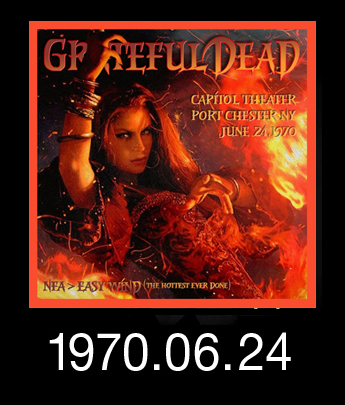 GRATEFUL DEAD
CAPITOL THEATER
PORT CHESTER NY
JUNE 24 1970
NFA > EASY WIND (THE HOTTEST EVER DONE)
1970.06.24